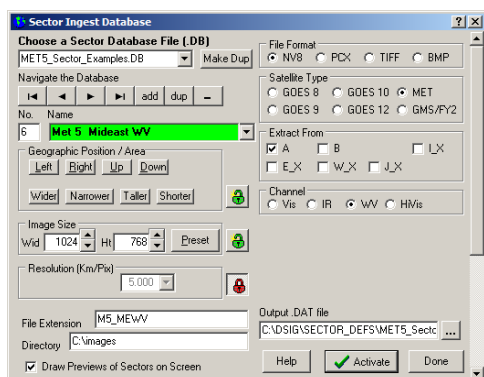 Sector Ingest Database
Choose a Sector Database File (.DB)
MET5_Sector_Examples.DB Make Dup
Navigate the Database
add dup
No. Name
6 Met 5 Mideast WV
Geographic Position / Area
Left Right Up Down
Wider Narrower Taller Shorter
Image Size
Wid 1024 Ht 768 Preset
Resolution (Km/Pix)
5.000
File Extension M5_MEWV
Directory C:\images
Draw Previews of Sectors on Screen
File Format
NV8 PCX TIFF BMP
Satellite Type
GOES 8 GOES 10 MET
GOES 9 GOES 12 GMS/FY2
Extract From
A B I_X
E_X W_X J_X
Channel
Vis IR WV HiVis
Output .DAT file
C:\DSIG\SECTOR_DEFS\MET5_Sectc ...
Help Activate Done